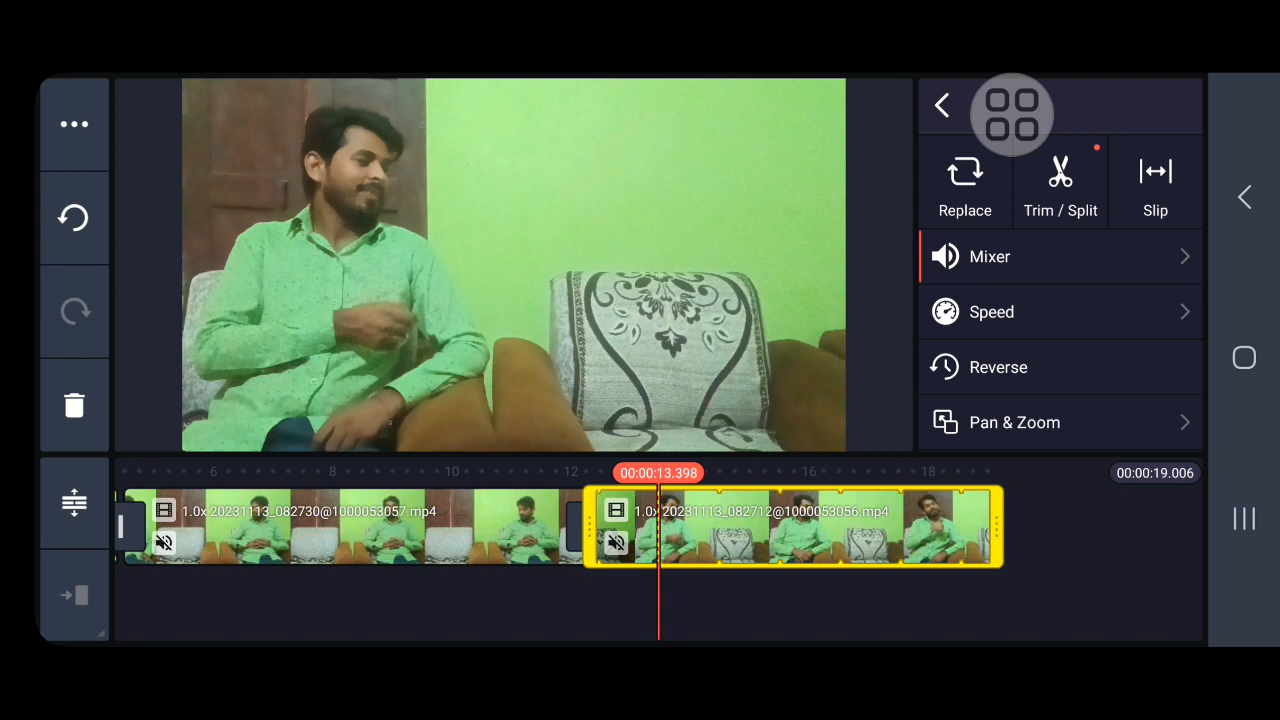 Replace
Trim / Split
Slip
Mixer
Speed
Reverse
Pan & Zoom
6 8 10 12 00:00:13.398 16 18 00:00:19.006
1.0x 20231113_082730@1000053057.mp4
1.0x 20231113_082712@1000053056.mp4